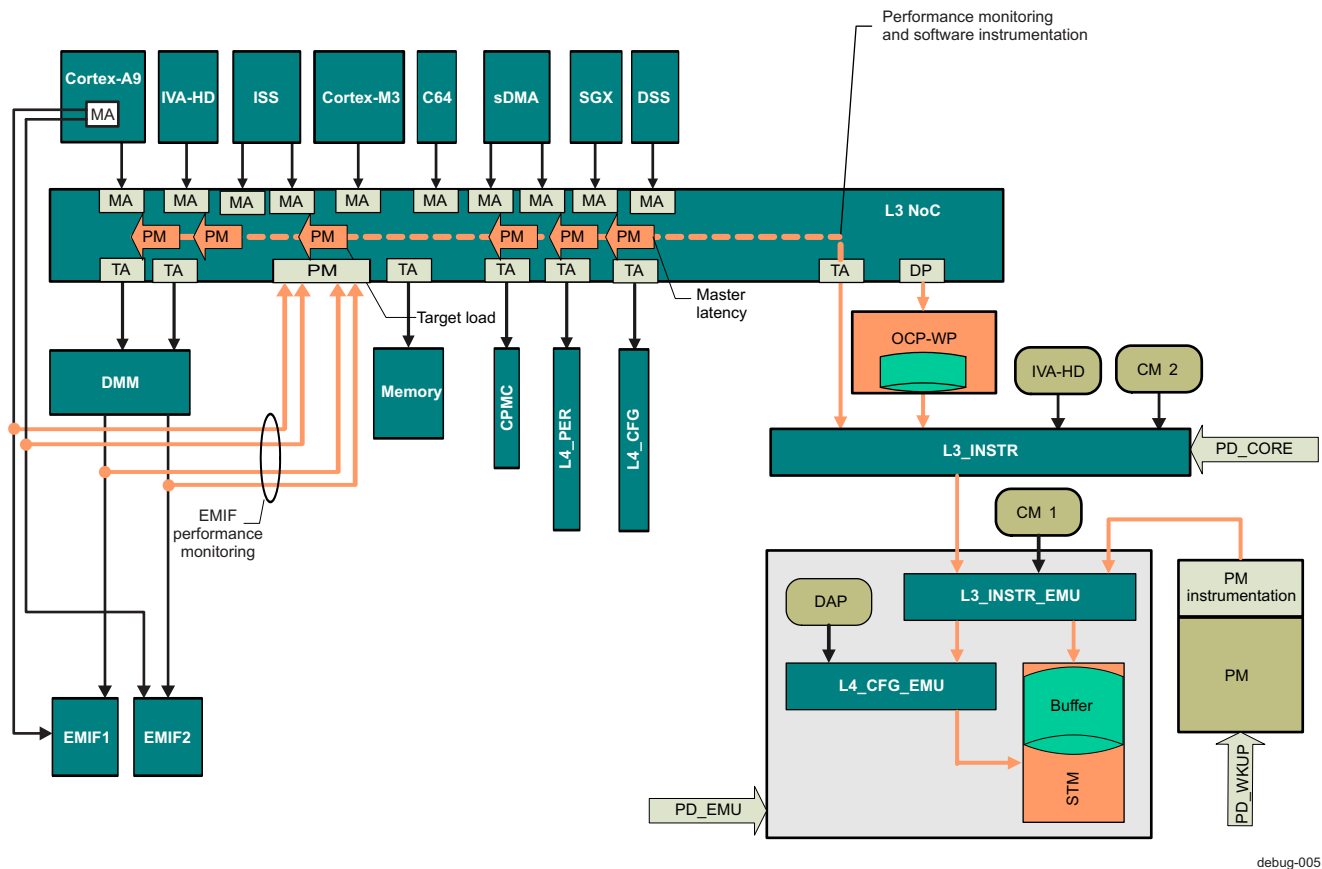 Performance monitoring
and software instrumentation
Cortex-A9
MA
IVA-HD
ISS
Cortex-M3
C64
sDMA
SGX
DSS
MA
MA
MA
MA
MA
MA
MA
MA
MA
MA
L3 NoC
PM
PM
PM
PM
PM
PM
TA
TA
PM
TA
TA
TA
TA
TA
DP
Master
latency
Target load
OCP-WP
DMM
Memory
CPMC
L4_PER
L4_CFG
IVA-HD
CM 2
L3_INSTR
PD_CORE
EMIF
performance
monitoring
CM 1
PM
instrumentation
DAP
L3_INSTR_EMU
L4_CFG_EMU
Buffer
PM
EMIF1
EMIF2
STM
PD_EMU
PD_WKUP
debug-005